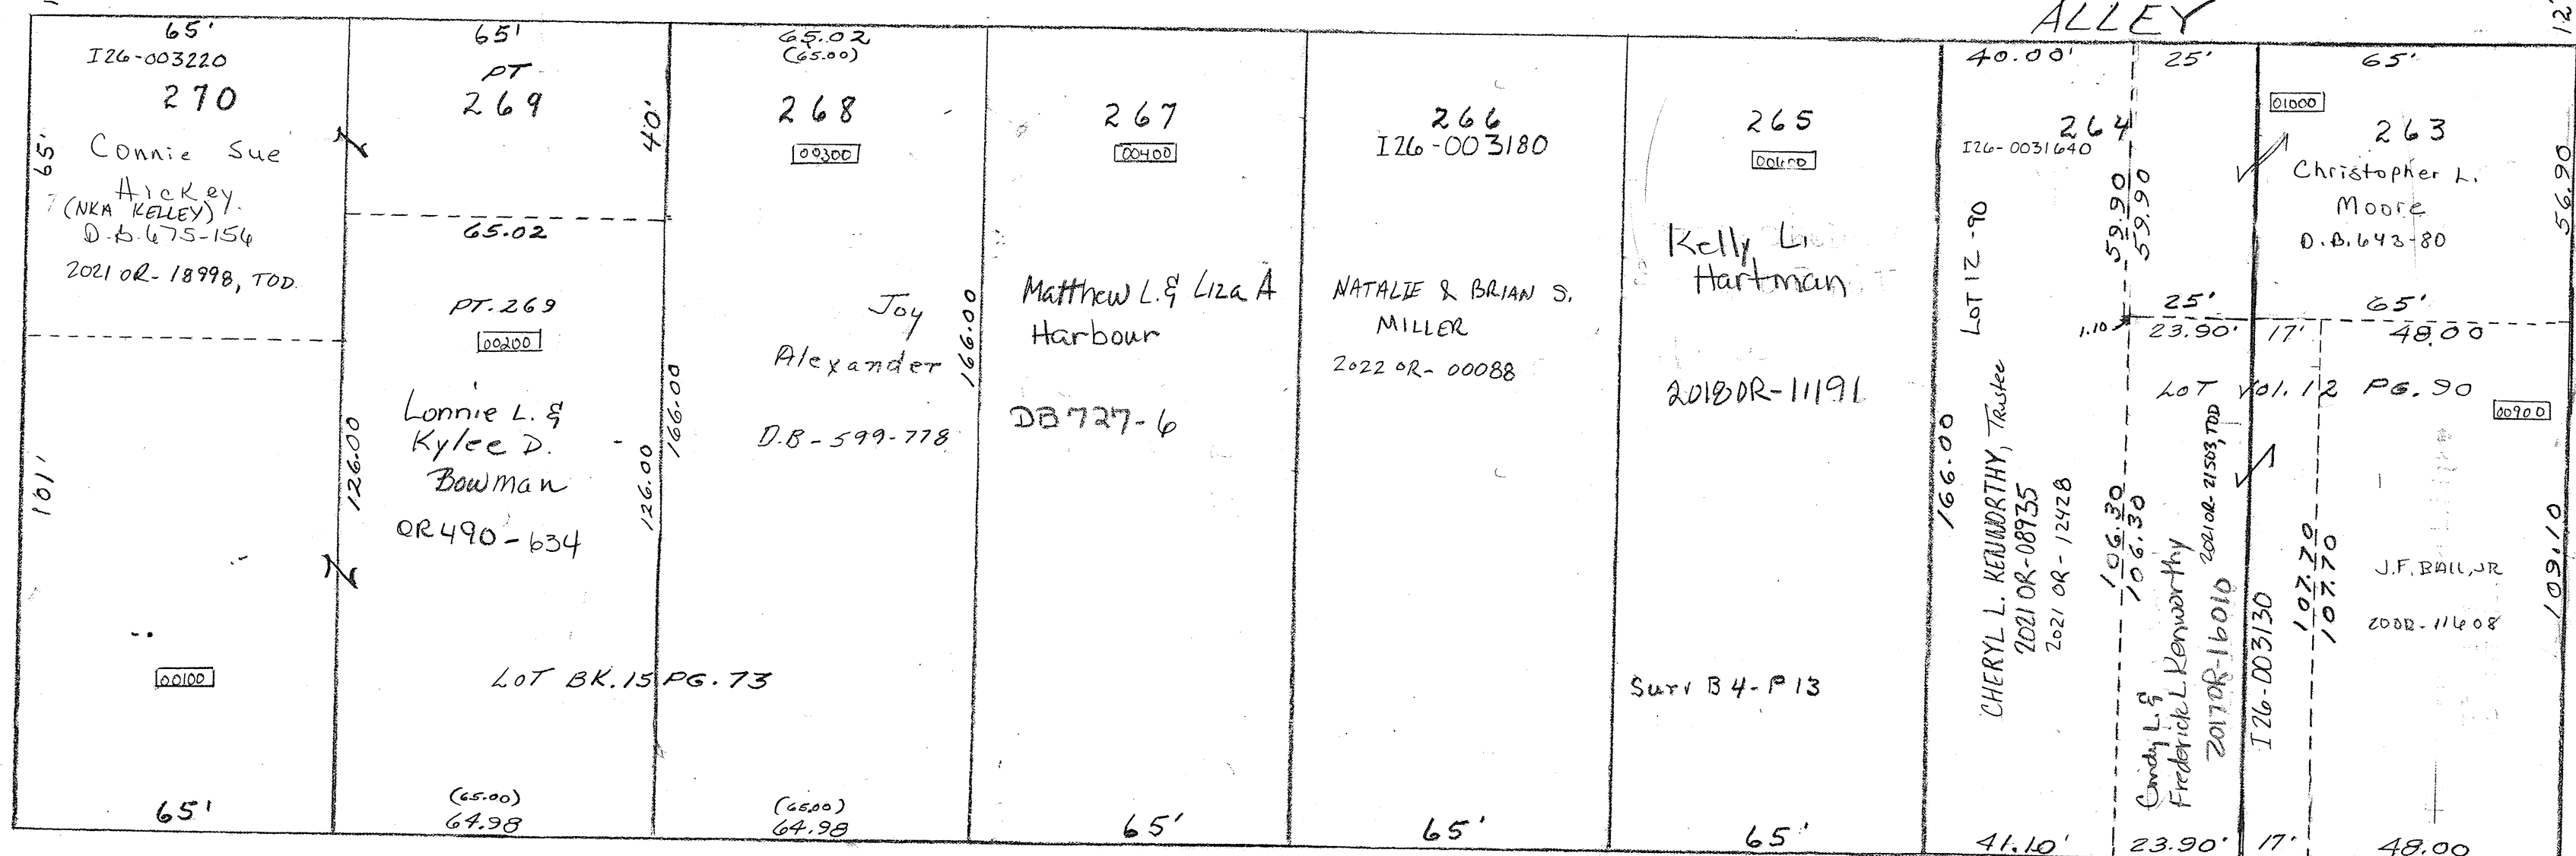 ALLEY
12'
65'
I26-003220
270
65'
Connie Sue
Hickey
(NKA KELLEY)
D.B. 675-156
2021 OR-18998, TOD.
101'
00100
65'
65'
PT
269
40'
65.02
PT. 269
00200
Lonnie L. &
Kylee D.
Bowman
OR490-634
126.00
126.00
LOT BK. 15 PG. 73
(65.00)
64.98
65.02
(65.00)
268
00300
Joy
Alexander
D.B-599-778
166.00
166.00
(65.00)
64.98
267
00400
Matthew L. & Liza A
Harbour
DB 727-6
65'
266
I26-003180
NATALIE & BRIAN S.
MILLER
2022 OR-00088
65'
265
Kelly L.
Hartman
2018OR-11191
Surv B4-P13
65'
166.00
40.00'
264
I26-0031640
LOT 12-90
59.90
59.90
1.10
CHERYL L. KENWORTHY, Trustee
2021 OR-08935
2021 OR-12428
106.30
106.30
41.10'
25'
25'
23.90'
Cindy L. &
Frederick L. Kenworthy
2017OR-16010
2021OR-21503, TOD
23.90'
65'
01000
263
Christopher L.
Moore
D.B. 643-80
56.90
65'
17'
48.00
LOT Vol. 12 PG. 90
00900
I26-003130
107.70
J.F. BALL, JR
20OR-11608
109.10
17'
48.00